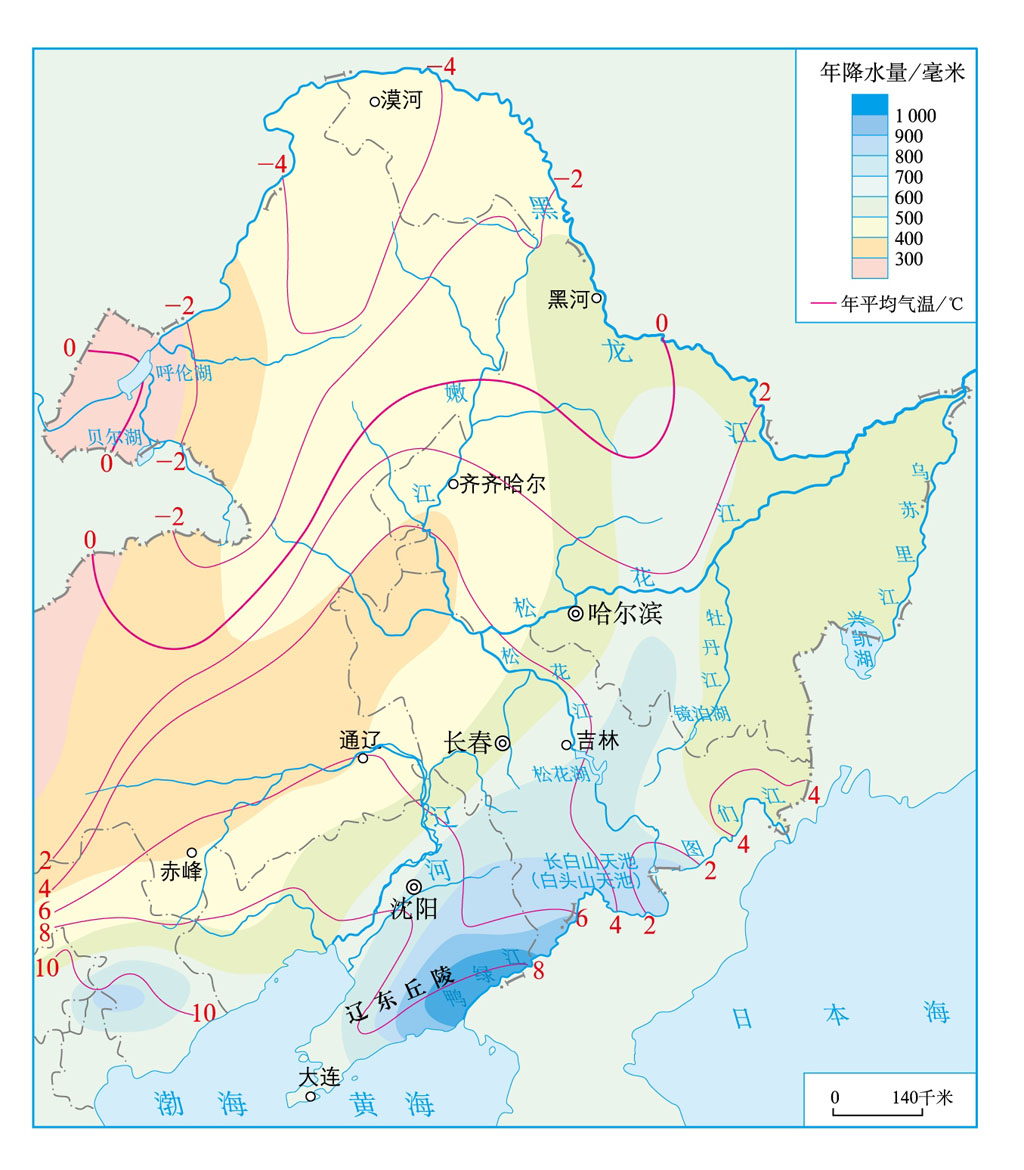 年降水量/毫米
1 000
900
800
700
600
500
400
300
年平均气温/℃
-4
漠河
-4
-2
黑
龙
江
黑河
-2
0
0
呼伦湖
贝尔湖
0
-2
2
嫩
江
齐齐哈尔
-2
0
乌
苏
里
江
江
花
松
哈尔滨
牡
丹
江
兴凯湖
松
花
江
镜泊湖
通辽
长春
吉林
松花湖
辽
河
4
江
们
图
4
2
长白山天池
(白头山天池)
赤峰
沈阳
2
4
6
8
10
6
4
2
8
江
绿
鸭
辽东丘陵
10
大连
渤海
黄海
日本海
0
140千米